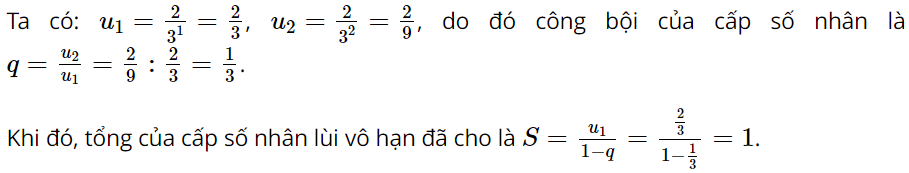 Ta có: $u_1 = \frac{2}{3^1} = \frac{2}{3}$, $u_2 = \frac{2}{3^2} = \frac{2}{9}$, do đó công bội của cấp số nhân là
$q = \frac{u_2}{u_1} = \frac{2}{9} : \frac{2}{3} = \frac{1}{3}$.
Khi đó, tổng của cấp số nhân lùi vô hạn đã cho là $S = \frac{u_1}{1-q} = \frac{\frac{2}{3}}{1-\frac{1}{3}} = 1$.